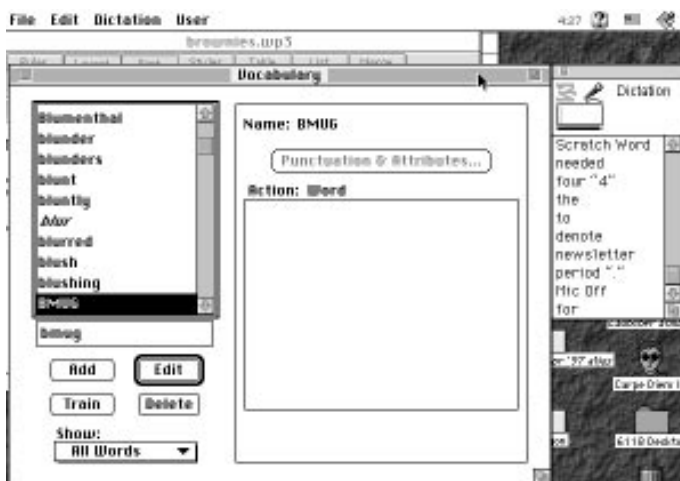 File Edit Dictation User
4:27
brownies.wp3
Vocabulary
Blumenthal
blunder
blunders
blunt
bluntly
blur
blurred
blush
blushing
BMUG
bmug
Add
Edit
Train
Delete
Show:
All Words
Name: BMUG
Punctuation & Attributes...
Action: Word
Dictation
Scratch Word
needed
four "4"
the
to
denote
newsletter
period "."
Mic Off
for
Carpe Diem